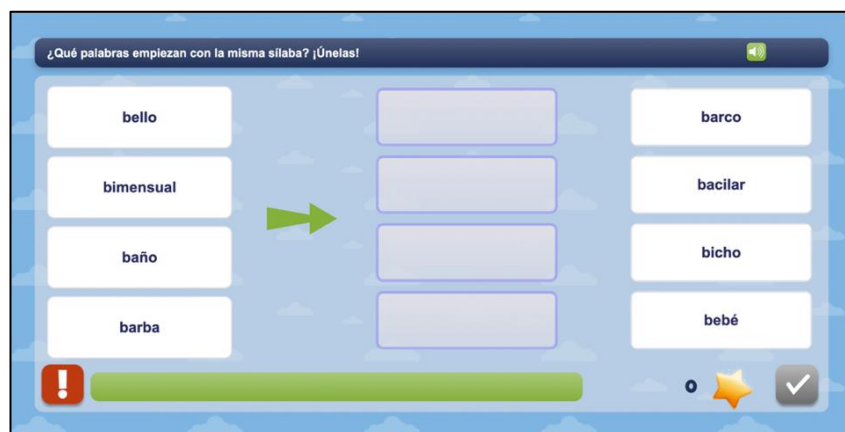 ¿Qué palabras empiezan con la misma sílaba? ¡Únelas!
bello
barco
bimensual
bacilar
baño
bicho
barba
bebé
!
0